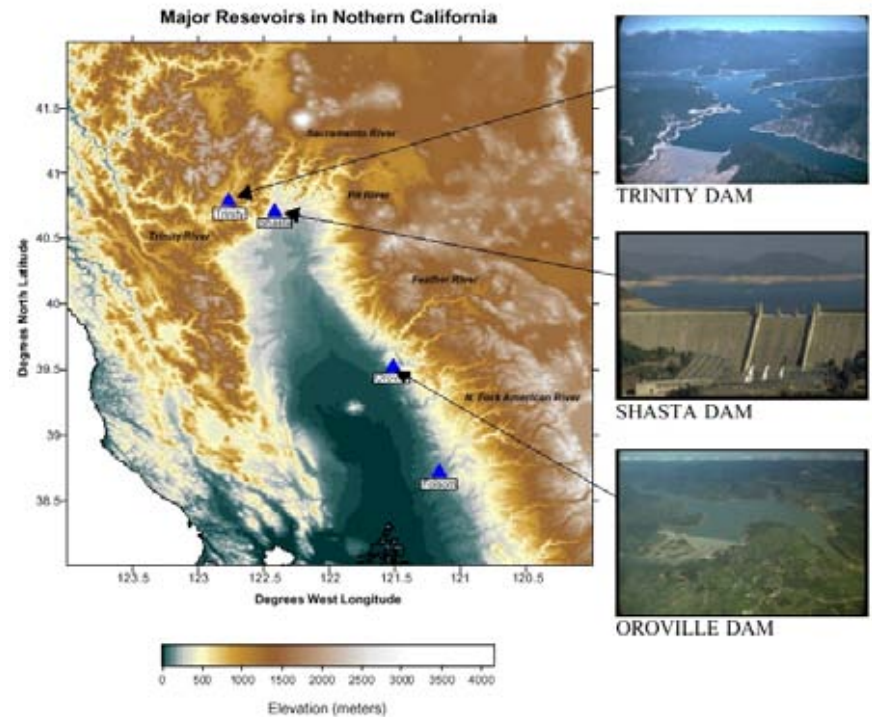 Major Resevoirs in Nothern California
41.5
41
40.5
40
39.5
39
38.5
Degrees North Latitude
Sacramento River
Pit River
Trinity
Shasta
Trinity River
Feather River
N. Fork American River
Folsom
123.5
123
122.5
122
121.5
121
120.5
Degrees West Longitude
0
500
1000
1500
2000
2500
3000
3500
4000
Elevation (meters)
TRINITY DAM
SHASTA DAM
OROVILLE DAM